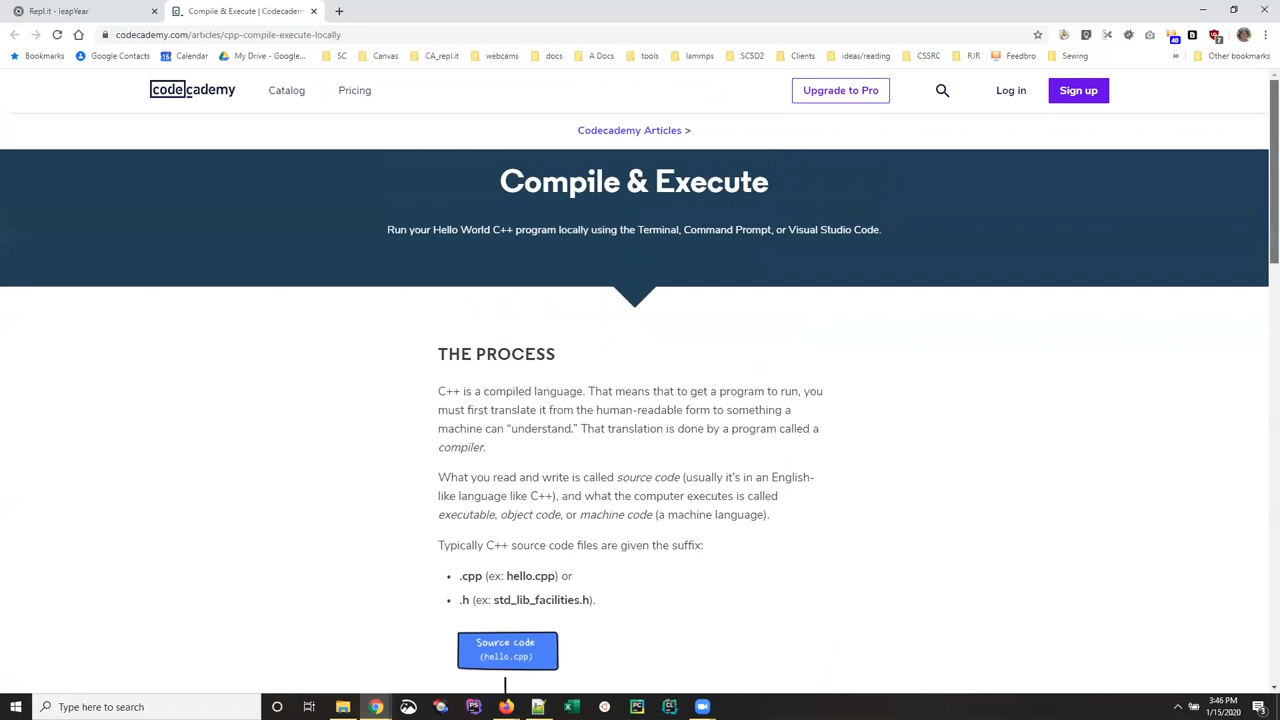 Repl.it - leapYear
Compile & Execute | Codecadem
codecademy.com/articles/cpp-compile-execute-locally
Bookmarks Google Contacts Calendar My Drive - Google... SC Canvas CA_repl.it webcams docs A Docs tools lammps SCSD2 Clients ideas/reading CSSRC RJR Feedbro Sewing » Other bookmarks
codecademy Catalog Pricing Upgrade to Pro Log in Sign up
Codecademy Articles >
Compile & Execute
Run your Hello World C++ program locally using the Terminal, Command Prompt, or Visual Studio Code.
THE PROCESS
C++ is a compiled language. That means that to get a program to run, you
must first translate it from the human-readable form to something a
machine can “understand.” That translation is done by a program called a
compiler.
What you read and write is called source code (usually it’s in an English-
like language like C++), and what the computer executes is called
executable, object code, or machine code (a machine language).
Typically C++ source code files are given the suffix:
• .cpp (ex: hello.cpp) or
• .h (ex: std_lib_facilities.h).
Source code
(hello.cpp)
Type here to search
3:46 PM
1/15/2020